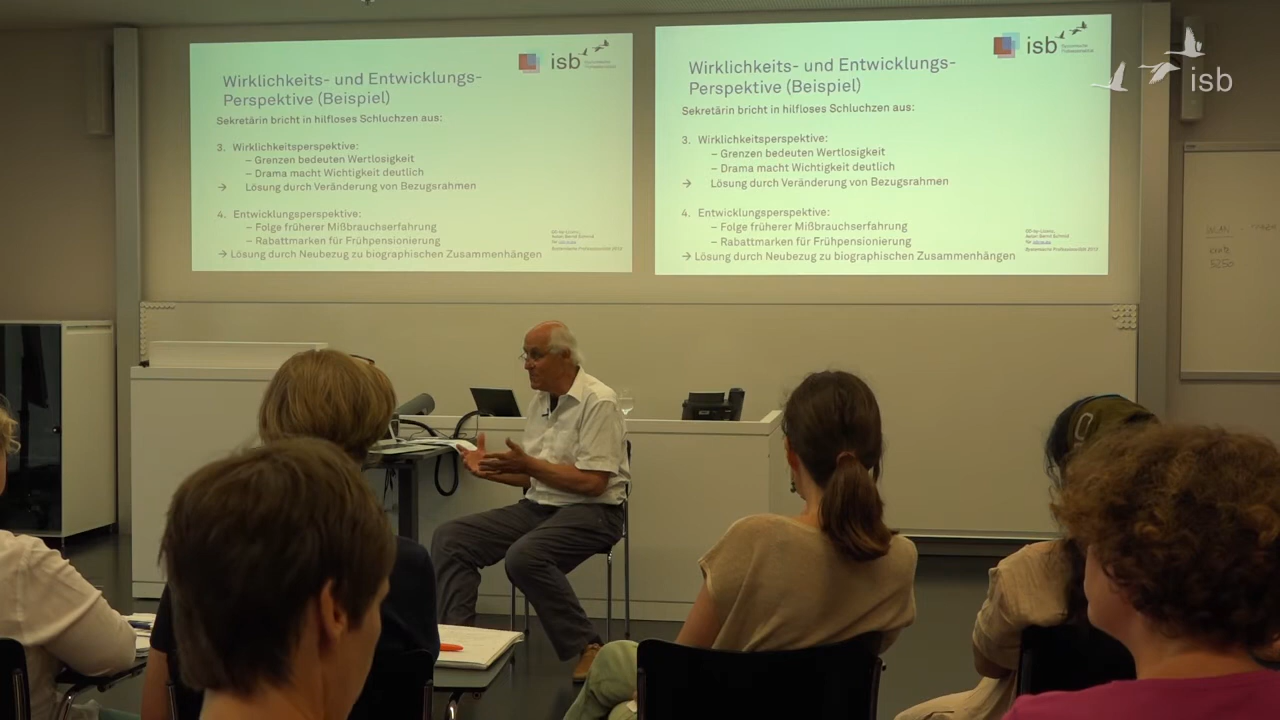 isb
Wirklichkeits- und Entwicklungs-
Perspektive (Beispiel)
Sekretärin bricht in hilfloses Schluchzen aus:
3. Wirklichkeitsperspektive:
– Grenzen bedeuten Wertlosigkeit
– Drama macht Wichtigkeit deutlich
→ Lösung durch Veränderung von Bezugsrahmen
4. Entwicklungsperspektive:
– Folge früherer Mißbrauchserfahrung
– Rabattmarken für Frühpensionierung
→ Lösung durch Neubezug zu biographischen Zusammenhängen
isb
Wirklichkeits- und Entwicklungs-
Perspektive (Beispiel)
Sekretärin bricht in hilfloses Schluchzen aus:
3. Wirklichkeitsperspektive:
– Grenzen bedeuten Wertlosigkeit
– Drama macht Wichtigkeit deutlich
→ Lösung durch Veränderung von Bezugsrahmen
4. Entwicklungsperspektive:
– Folge früherer Mißbrauchserfahrung
– Rabattmarken für Frühpensionierung
→ Lösung durch Neubezug zu biographischen Zusammenhängen
isb
WLAN